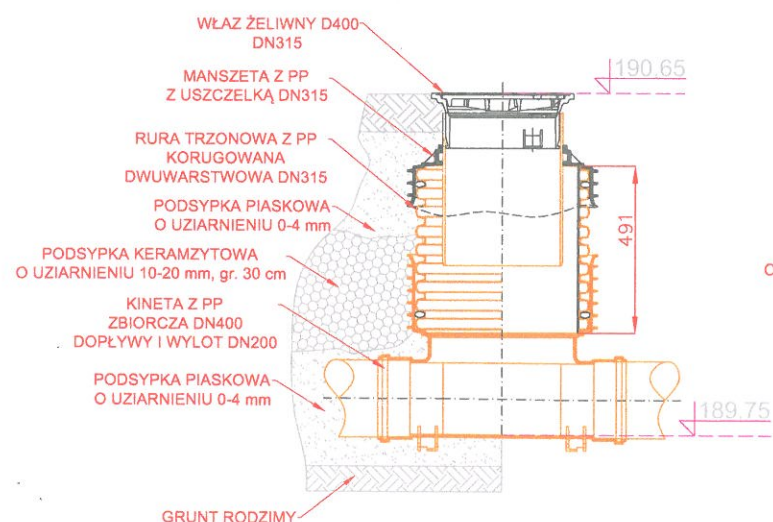 WŁAZ ŻELIWNY D400
DN315
190,65
MANSZETA Z PP
Z USZCZELKĄ DN315
RURA TRZONOWA Z PP
KORUGOWANA
DWUWARSTWOWA DN315
PODSYPKA PIASKOWA
O UZIARNIENIU 0-4 mm
491
PODSYPKA KERAMZYTOWA
O UZIARNIENIU 10-20 mm, gr. 30 cm
KINETA Z PP
ZBIORCZA DN400
DOPŁYWY I WYLOT DN200
PODSYPKA PIASKOWA
O UZIARNIENIU 0-4 mm
189,75
GRUNT RODZIMY